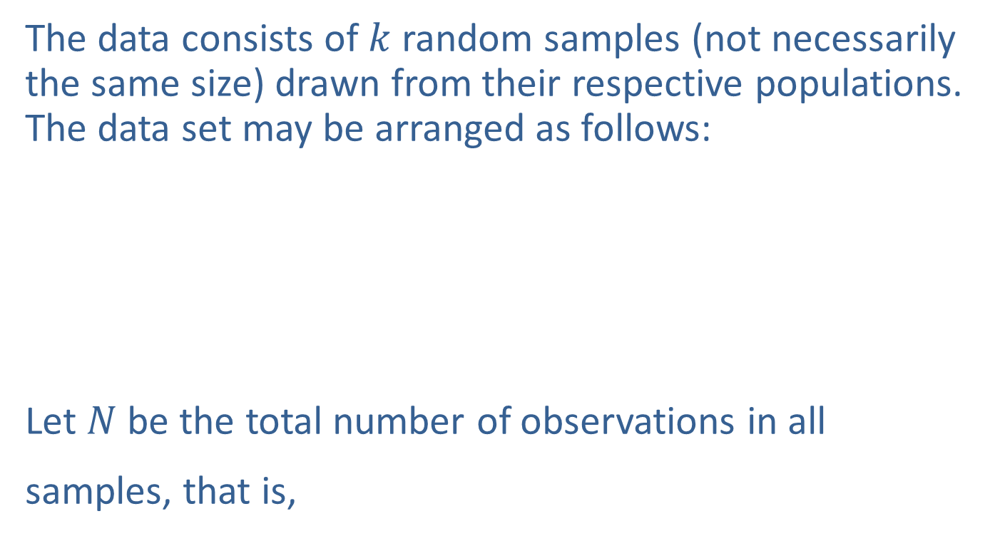 The data consists of k random samples (not necessarily
the same size) drawn from their respective populations.
The data set may be arranged as follows:
Let N be the total number of observations in all
samples, that is,